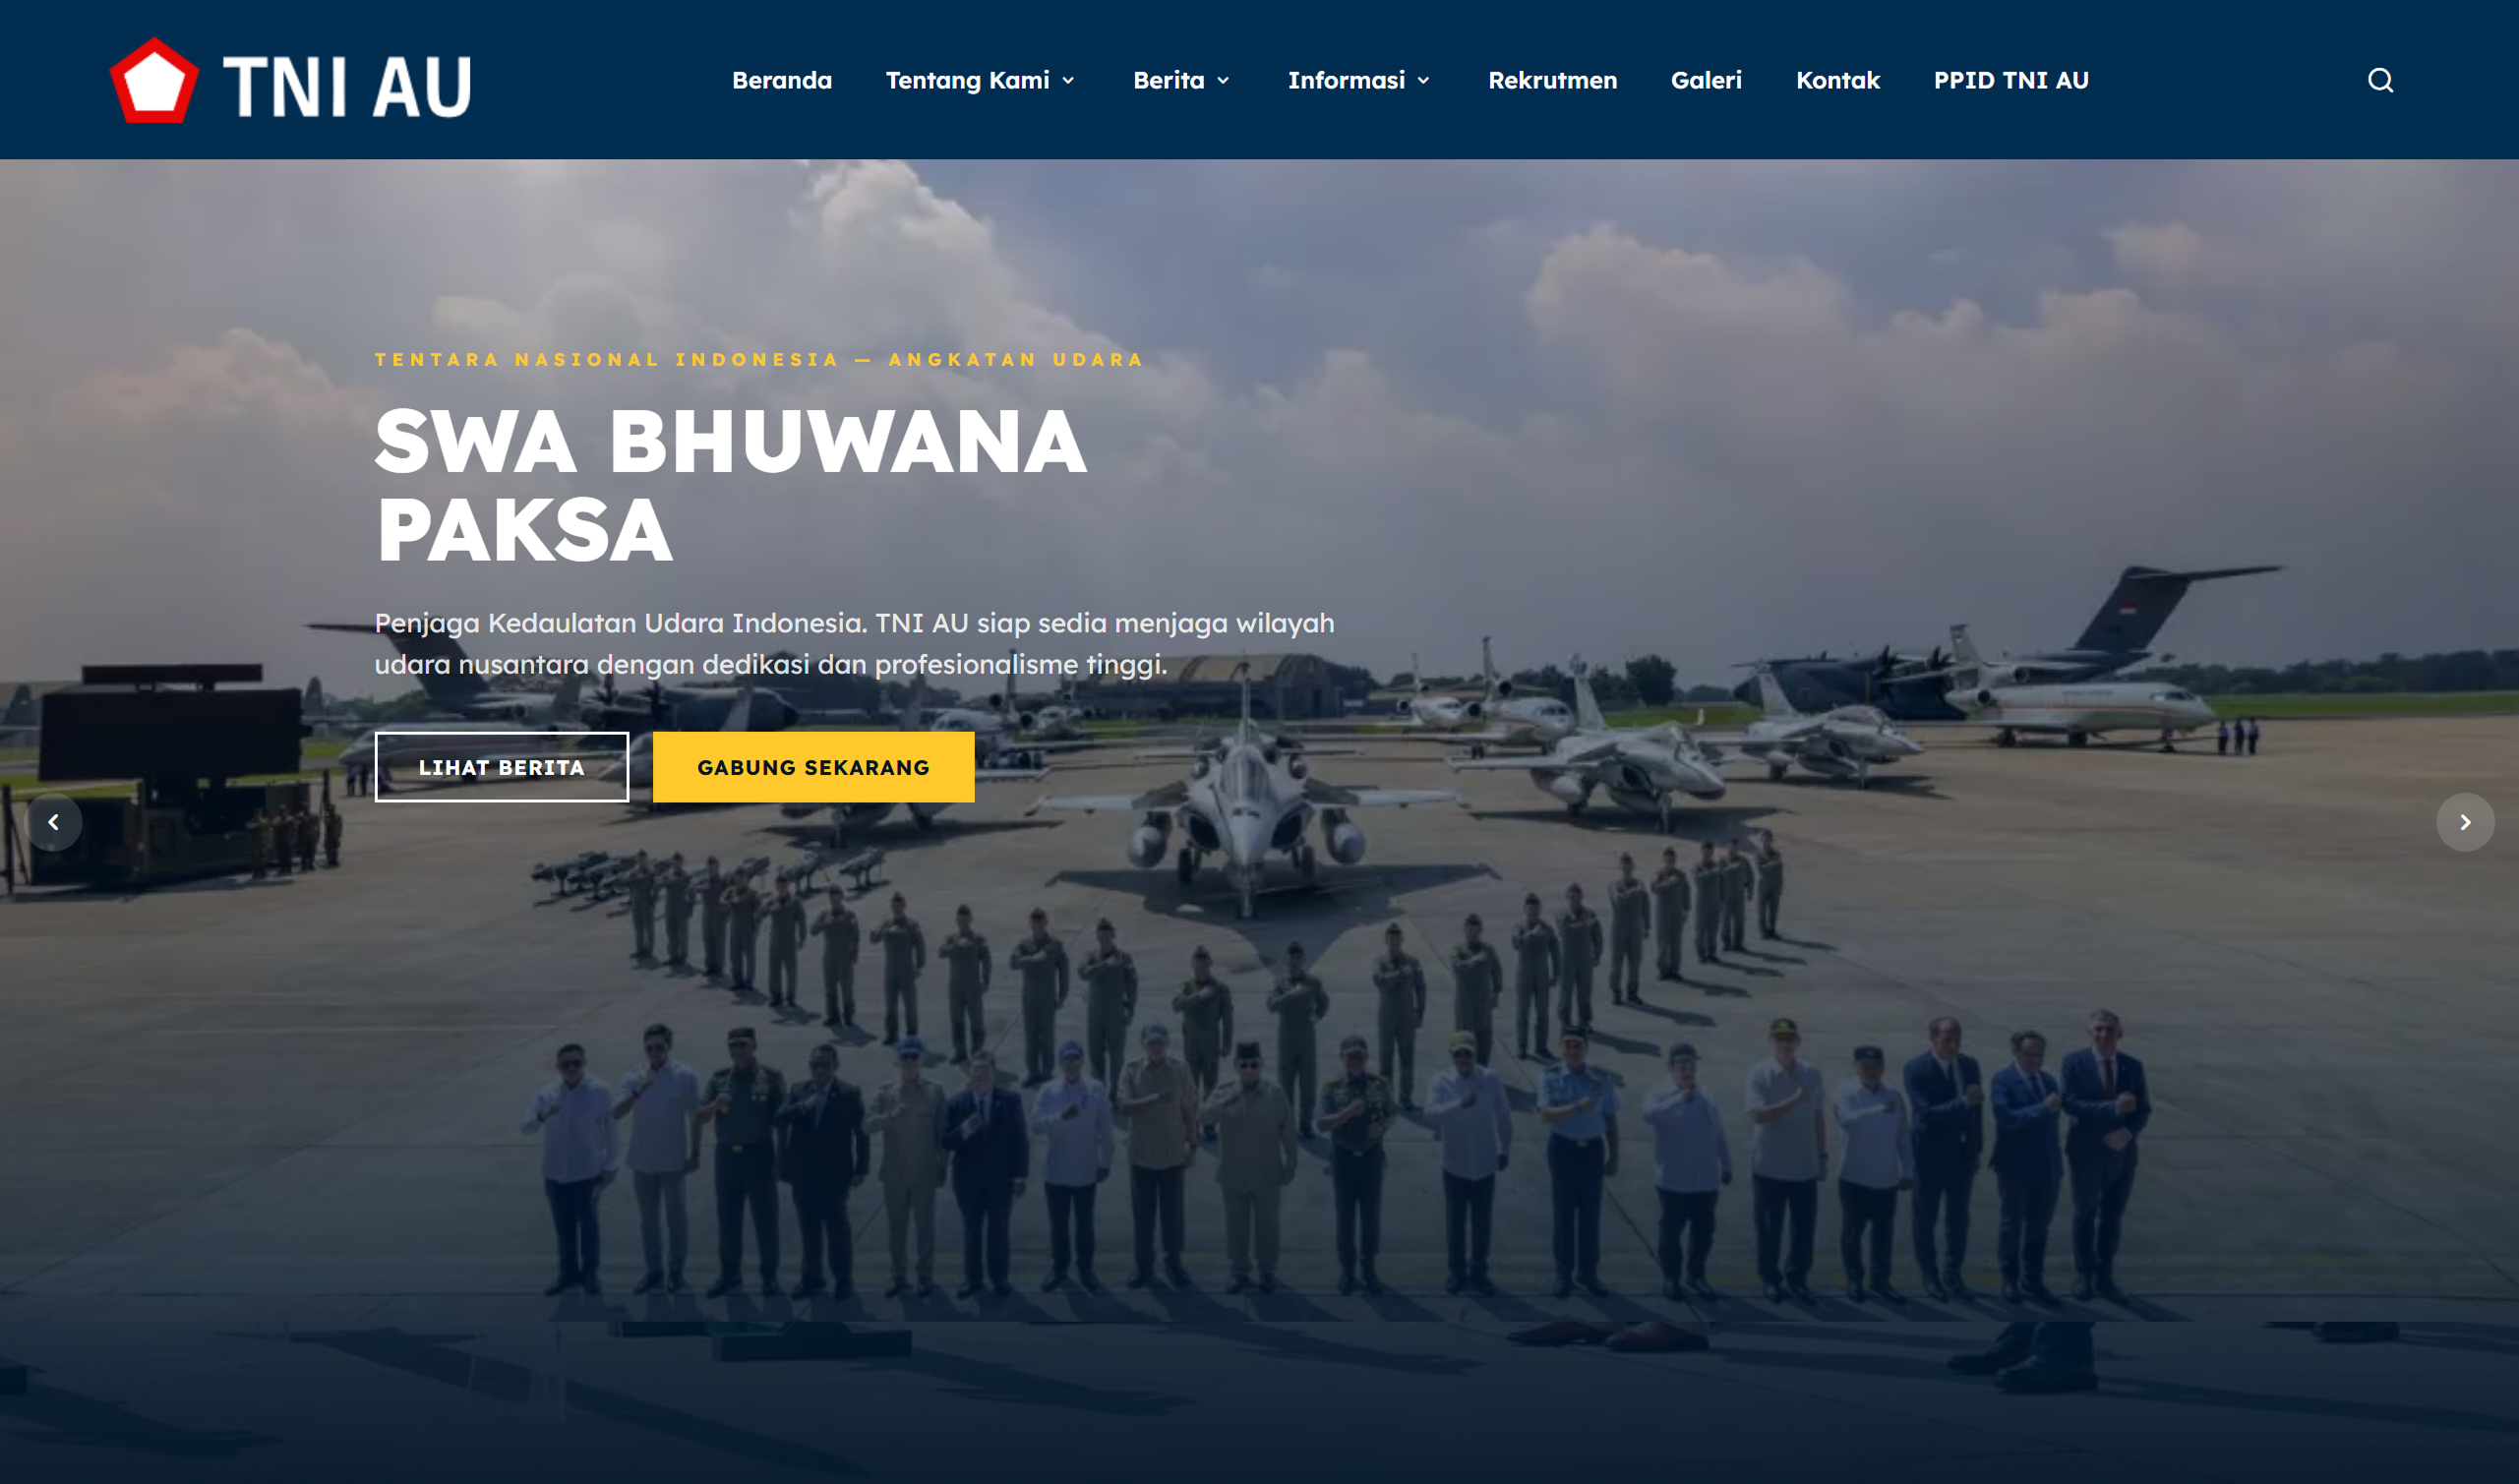 TNI AU
Beranda
Tentang Kami
Berita
Informasi
Rekrutmen
Galeri
Kontak
PPID TNI AU
TENTARA NASIONAL INDONESIA — ANGKATAN UDARA
SWA BHUWANA
PAKSA
Penjaga Kedaulatan Udara Indonesia. TNI AU siap sedia menjaga wilayah
udara nusantara dengan dedikasi dan profesionalisme tinggi.
LIHAT BERITA
GABUNG SEKARANG